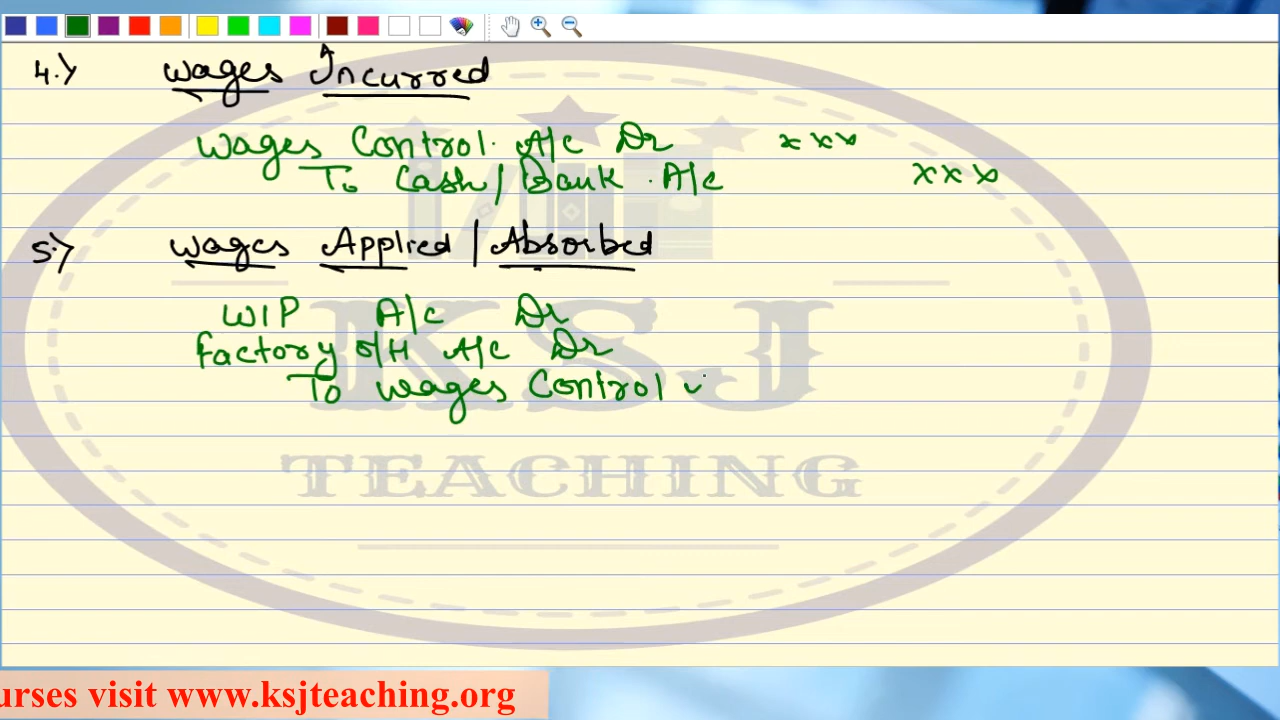 4.) Wages Incurred
Wages Control. A/c Dr xxx
To Cash/Bank. A/c xxx
5.) Wages Applied / Absorbed
WIP A/c Dr
Factory O/H A/c Dr
To Wages Control
KSJ
TEACHING
urses visit www.ksjteaching.org